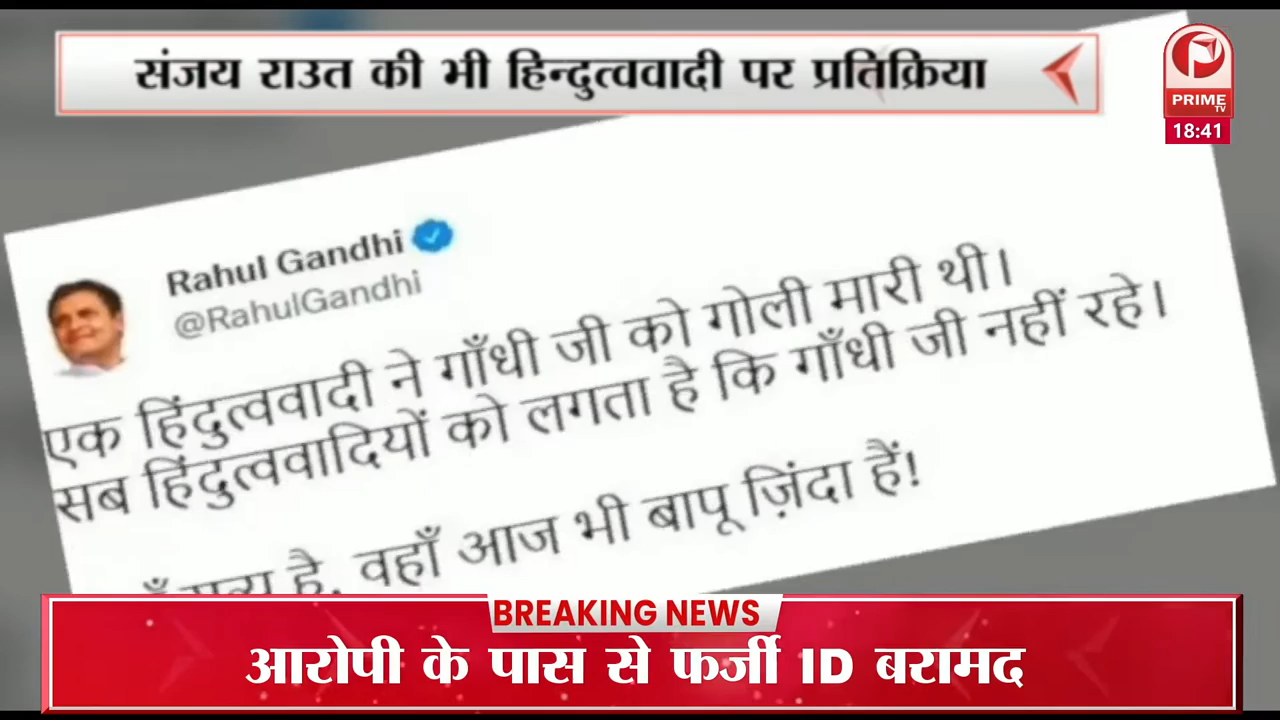 संजय राउत की भी हिन्दुत्ववादी पर प्रतिक्रिया
PRIME
TV
18:41
Rahul Gandhi
@RahulGandhi
एक हिंदुत्ववादी ने गाँधी जी को गोली मारी थी।
सब हिंदुत्ववादियों को लगता है कि गाँधी जी नहीं रहे।
है, वहाँ आज भी बापू ज़िंदा हैं!
BREAKING NEWS
आरोपी के पास से फर्जी ID बरामद